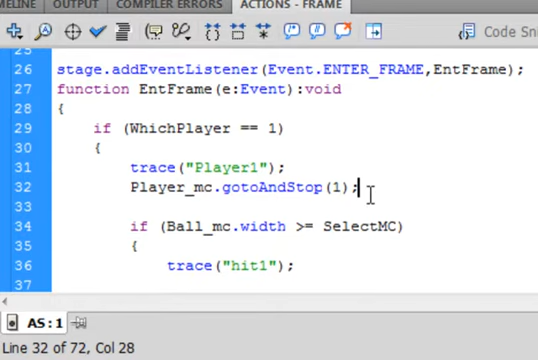 MELINE OUTPUT COMPILER ERRORS ACTIONS - FRAME
Code Sni
25
26 stage.addEventListener(Event.ENTER_FRAME,EntFrame);
27 function EntFrame(e:Event):void
28 {
29 if (WhichPlayer == 1)
30 {
31 trace("Player1");
32 Player_mc.gotoAndStop(1);
33
34 if (Ball_mc.width >= SelectMC)
35 {
36 trace("hit1");
37
AS:1
Line 32 of 72, Col 28